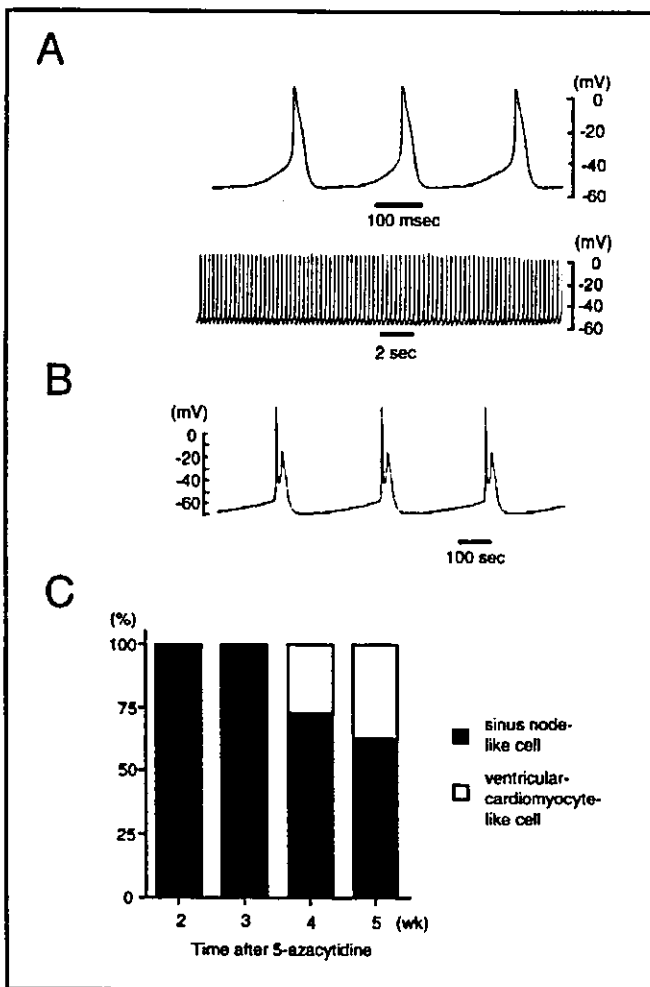 A
(mV)
0
-20
-40
-60
100 msec
(mV)
0
-20
-40
-60
2 sec
B
(mV)
0
-20
-40
-60
100 sec
C
(%)
100
75
50
25
0
2 3 4 5 (wk)
Time after 5-azacytidine
sinus node-
like cell
ventricular-
cardiomyocyte-
like cell